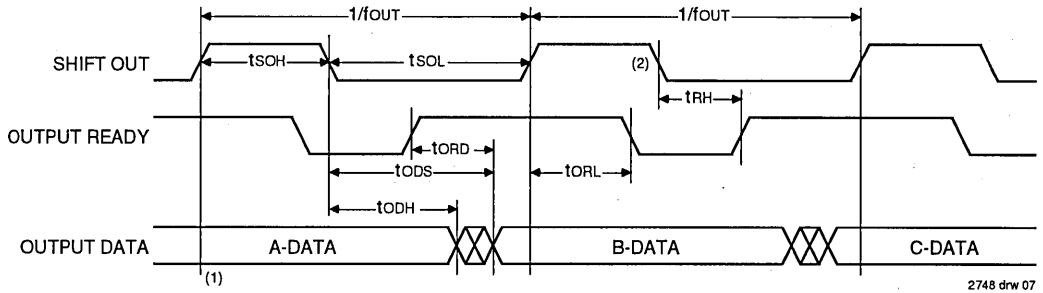 1/fOUT
1/fOUT
SHIFT OUT
tSOH
tSOL
(2)
tRH
OUTPUT READY
tORD
tODS
tORL
tODH
OUTPUT DATA
A-DATA
B-DATA
C-DATA
(1)
2748 drw 07